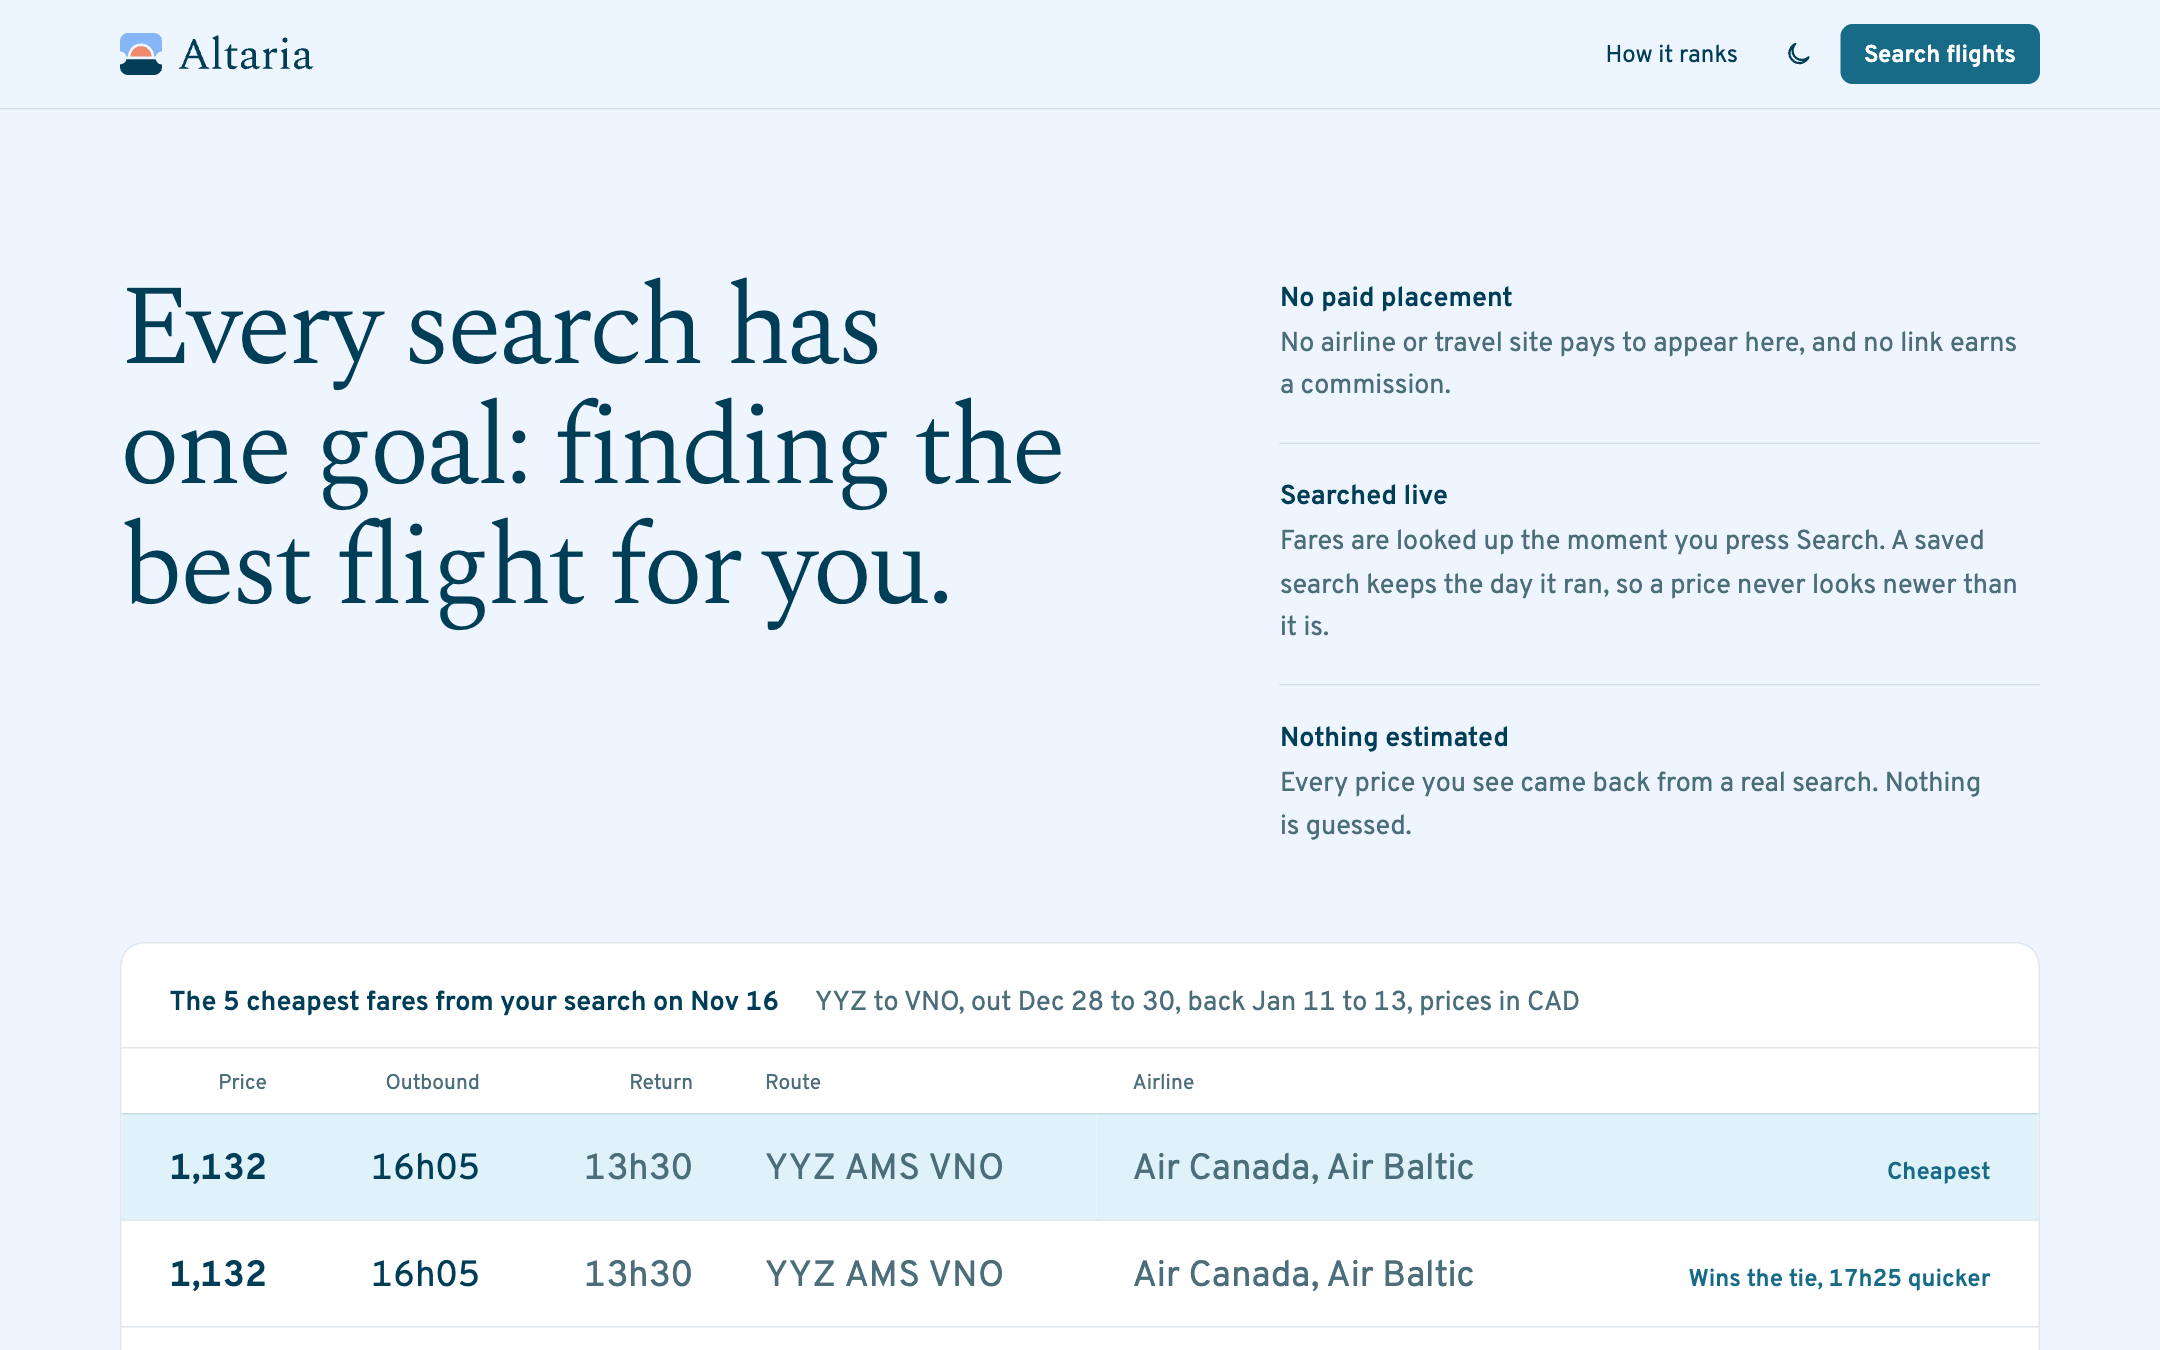 Altaria
How it ranks
Search flights
Every search has
one goal: finding the
best flight for you.
No paid placement
No airline or travel site pays to appear here, and no link earns
a commission.
Searched live
Fares are looked up the moment you press Search. A saved
search keeps the day it ran, so a price never looks newer than
it is.
Nothing estimated
Every price you see came back from a real search. Nothing
is guessed.
The 5 cheapest fares from your search on Nov 16 YYZ to VNO, out Dec 28 to 30, back Jan 11 to 13, prices in CAD
Price Outbound Return Route Airline
1,132 16h05 13h30 YYZ AMS VNO Air Canada, Air Baltic Cheapest
1,132 16h05 13h30 YYZ AMS VNO Air Canada, Air Baltic Wins the tie, 17h25 quicker